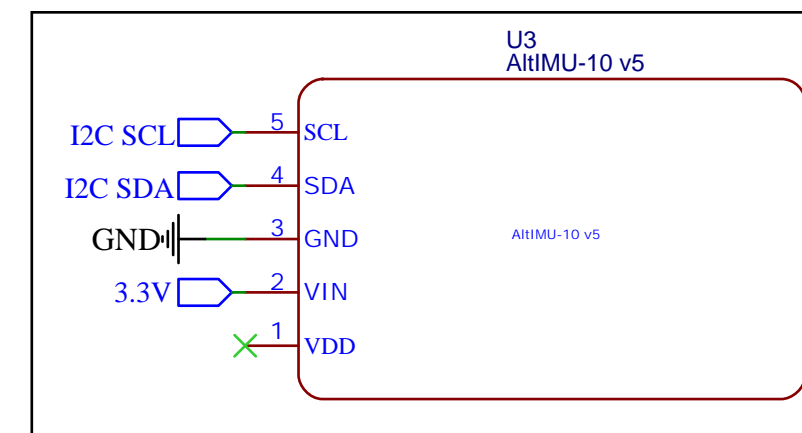 U3
AltIMU-10 v5
I2C SCL 5 SCL
I2C SDA 4 SDA
GND 3 GND
AltIMU-10 v5
3.3V 2 VIN
1 VDD